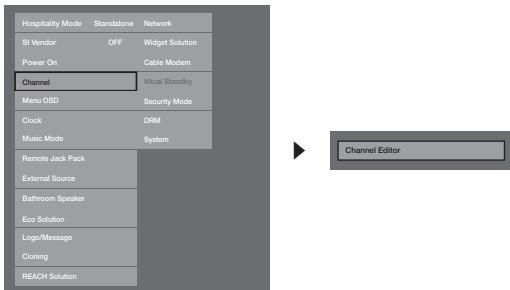 Hospitality Mode Standalone Network
SI Vendor OFF Widget Solution
Power On Cable Modem
Channel Vitual Standby
Menu OSD Security Mode
Clock DRM
Music Mode System
Remote Jack Pack
External Source
Bathroom Speaker
Eco Solution
Logo/Message
Cloning
REACH Solution
Channel Editor